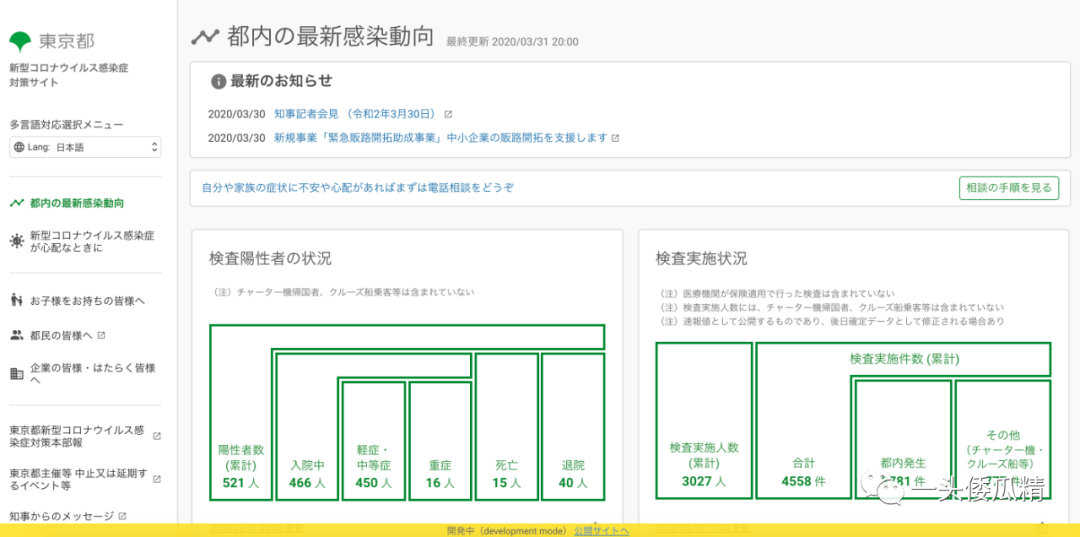 東京都
新型コロナウイルス感染症
対策サイト
多言語対応選択メニュー
Lang: 日本語
都内の最新感染動向
新型コロナウイルス感染症
が心配なときに
お子様をお持ちの皆様へ
都民の皆様へ
企業の皆様・はたらく皆様
へ
東京都新型コロナウイルス感
染症対策本部報
東京都主催等 中止又は延期す
るイベント等
知事からのメッセージ
都内の最新感染動向 最終更新 2020/03/31 20:00
最新のお知らせ
2020/03/30 知事記者会見 (令和2年3月30日)
2020/03/30 新規事業「緊急販路開拓助成事業」中小企業の販路開拓を支援します
自分や家族の症状に不安や心配があればまずは電話相談をどうぞ
相談の手順を見る
検査陽性者の状況
(注)チャーター機帰国者、クルーズ船乗客等は含まれていない
陽性者数
(累計)
521 人
入院中
466 人
軽症・
中等症
450 人
重症
16 人
死亡
15 人
退院
40 人
検査実施状況
(注)医療機関が保険適用で行った検査は含まれていない
(注)検査実施人数には、チャーター機帰国者、クルーズ船乗客等は含まれていない
(注)速報値として公開するものであり、後日確定データとして修正される場合あり
検査実施人数
(累計)
3027 人
検査実施件数 (累計)
合計
4558 件
都内発生
781 件
その他
(チャーター機・
クルーズ船等)
一头倭瓜精
開発中 (development mode) 公開サイトへ